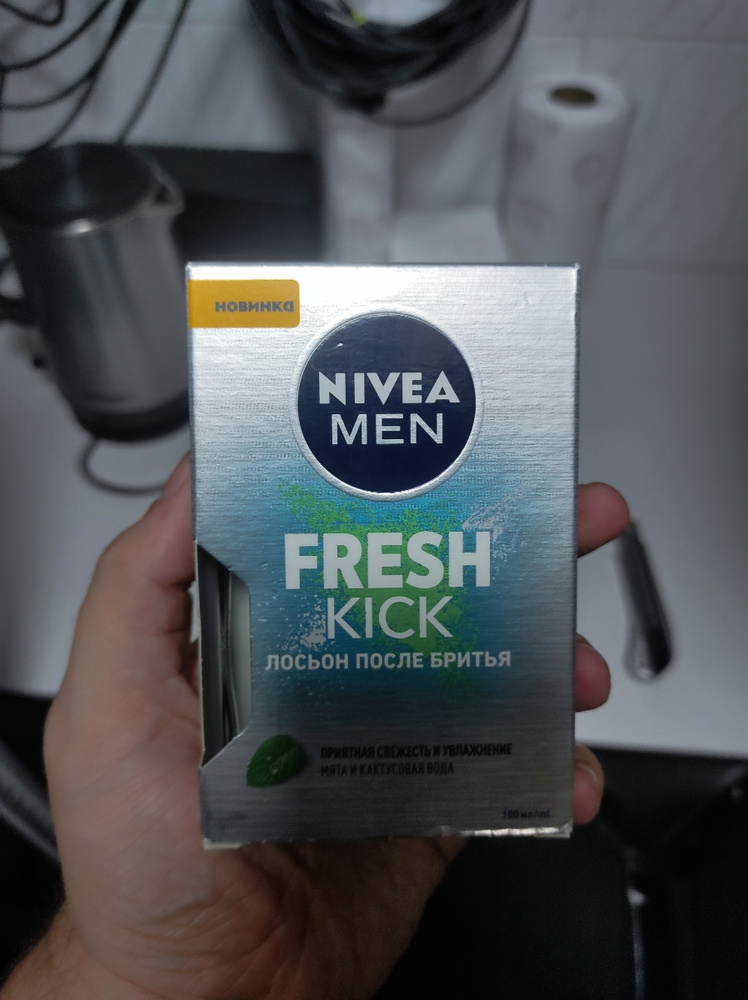 новинка
NIVEA
MEN
FRESH
KICK
ЛОСЬОН ПОСЛЕ БРИТЬЯ
ПРИЯТНАЯ СВЕЖЕСТЬ И УВЛАЖНЕНИЕ
МЯТА И КАКТУСОВАЯ ВОДА
100 мл/mL